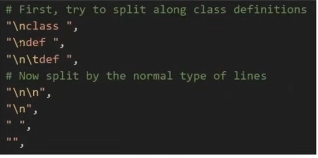 # First, try to split along class definitions
"\nclass ",
"\ndef ",
"\n\tdef ",
# Now split by the normal type of lines
"\n\n",
"\n",
" ",
"",